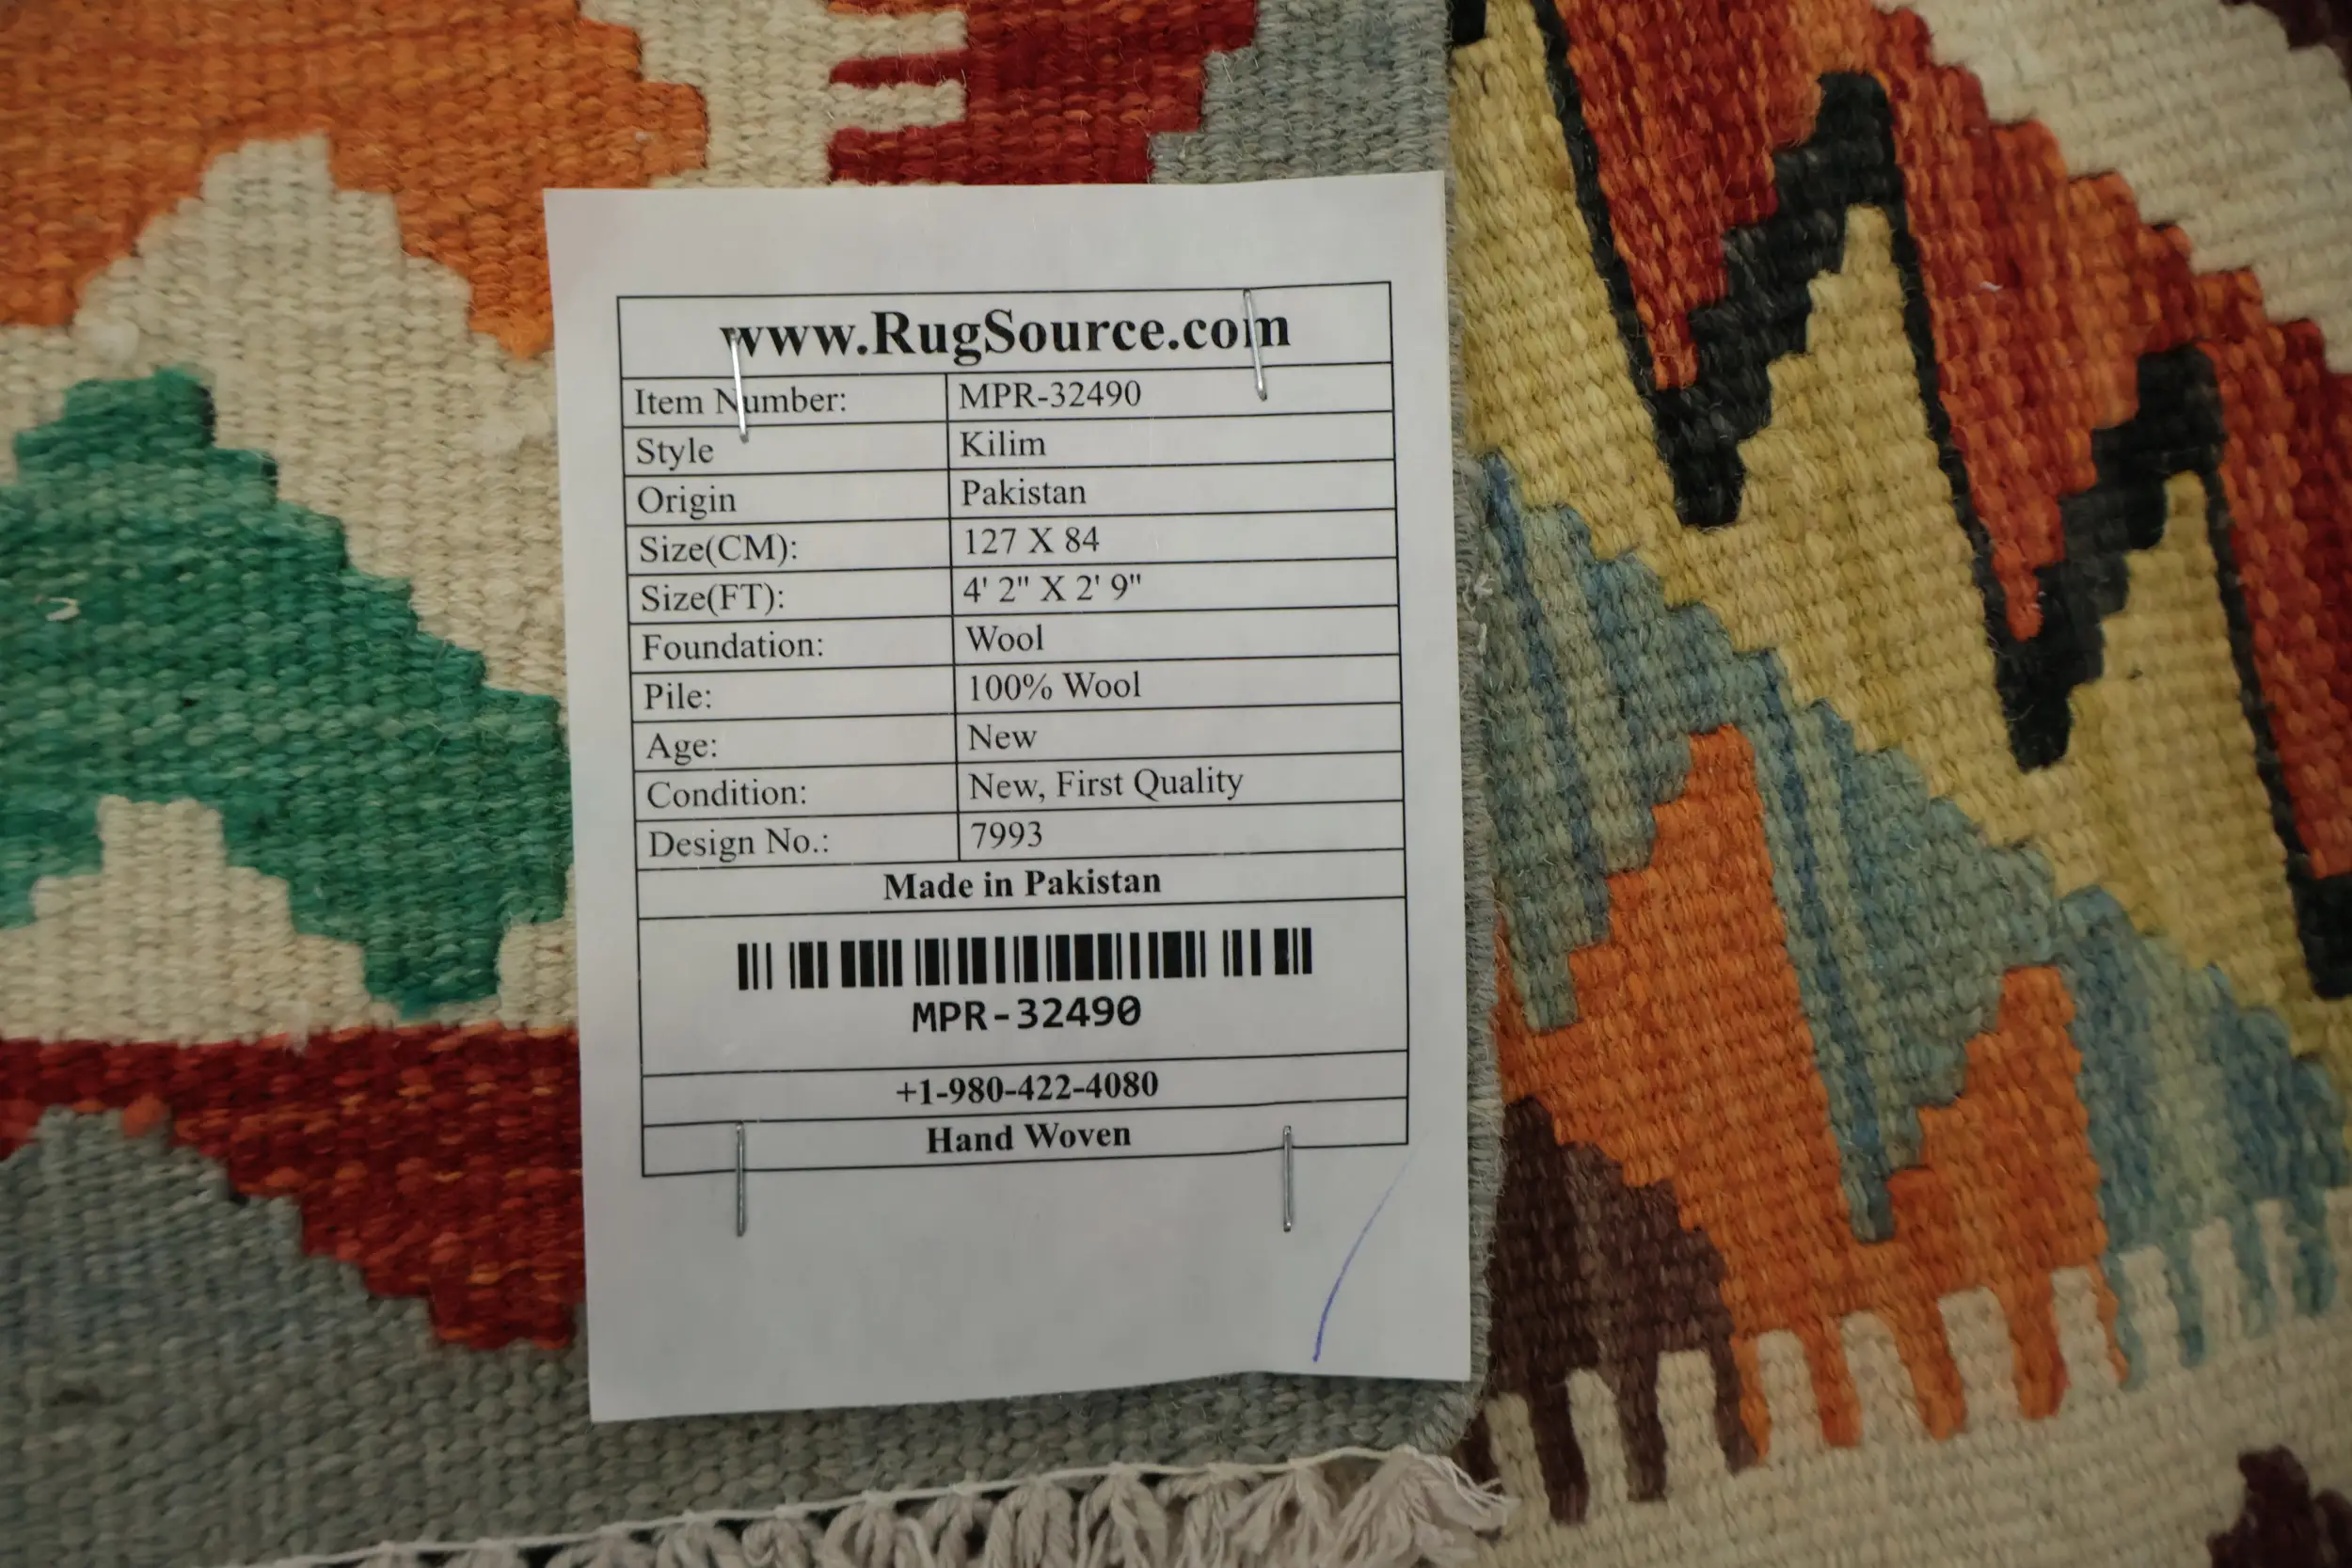 www.RugSource.com
Item Number: MPR-32490
Style Kilim
Origin Pakistan
Size(CM): 127 X 84
Size(FT): 4' 2" X 2' 9"
Foundation: Wool
Pile: 100% Wool
Age: New
Condition: New, First Quality
Design No.: 7993
Made in Pakistan
MPR-32490
+1-980-422-4080
Hand Woven